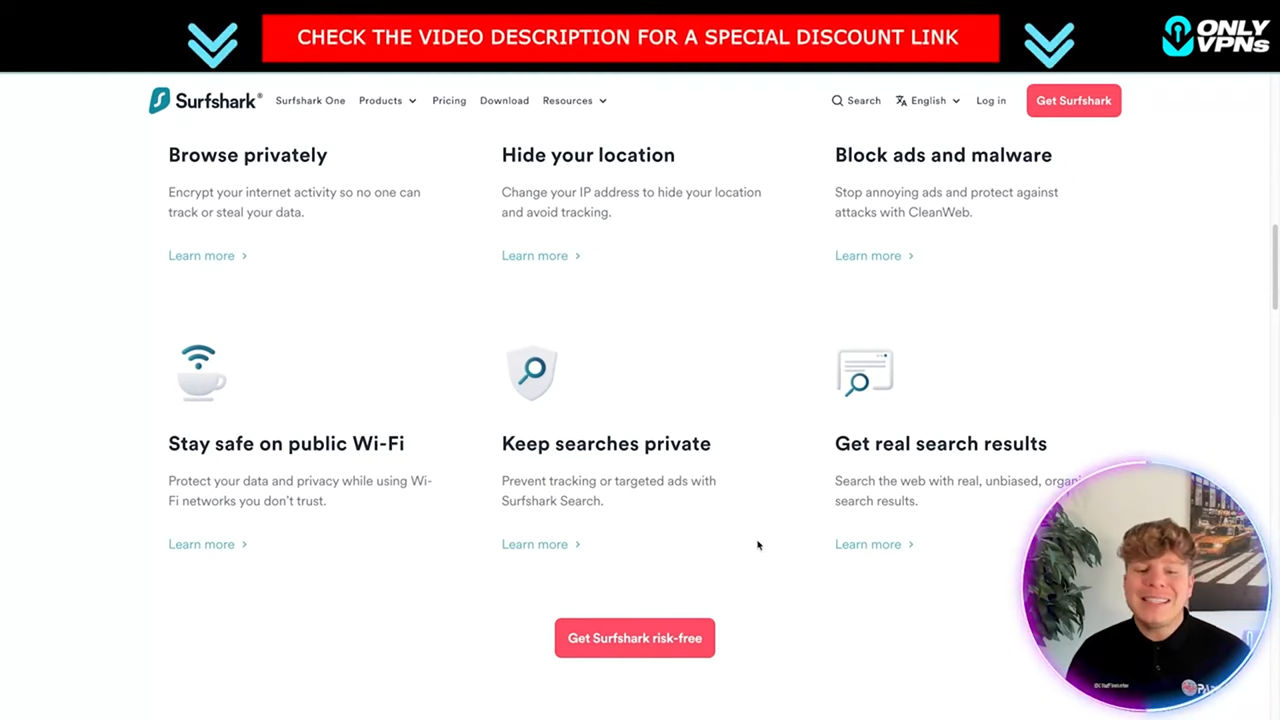 CHECK THE VIDEO DESCRIPTION FOR A SPECIAL DISCOUNT LINK
ONLY
VPNs
Surfshark® Surfshark One Products Pricing Download Resources Search English Log in Get Surfshark
Browse privately Hide your location Block ads and malware
Encrypt your internet activity so no one can Change your IP address to hide your location Stop annoying ads and protect against
track or steal your data. and avoid tracking. attacks with CleanWeb.
Learn more Learn more Learn more
Stay safe on public Wi-Fi Keep searches private Get real search results
Protect your data and privacy while using Wi- Prevent tracking or targeted ads with Search the web with real, unbiased,
Fi networks you don't trust. Surfshark Search. search results.
Learn more Learn more Learn more
Get Surfshark risk-free